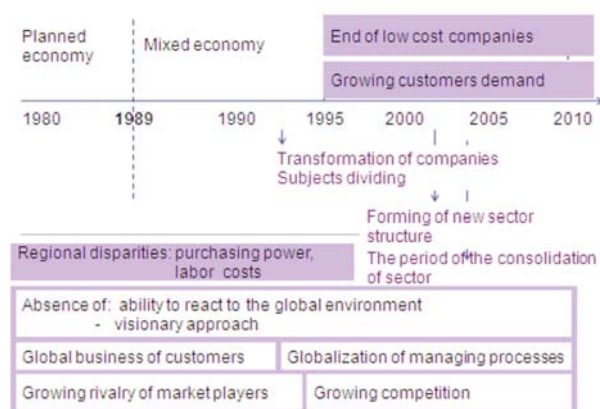 Planned
economy
Mixed economy
End of low cost companies
Growing customers demand
1980 1989 1990 1995 2000 2005 2010
Transformation of companies
Subjects dividing
Forming of new sector
structure
The period of the consolidation
of sector
Regional disparities: purchasing power,
labor costs
Absence of: ability to react to the global environment
- visionary approach
Global business of customers
Globalization of managing processes
Growing rivalry of market players
Growing competition